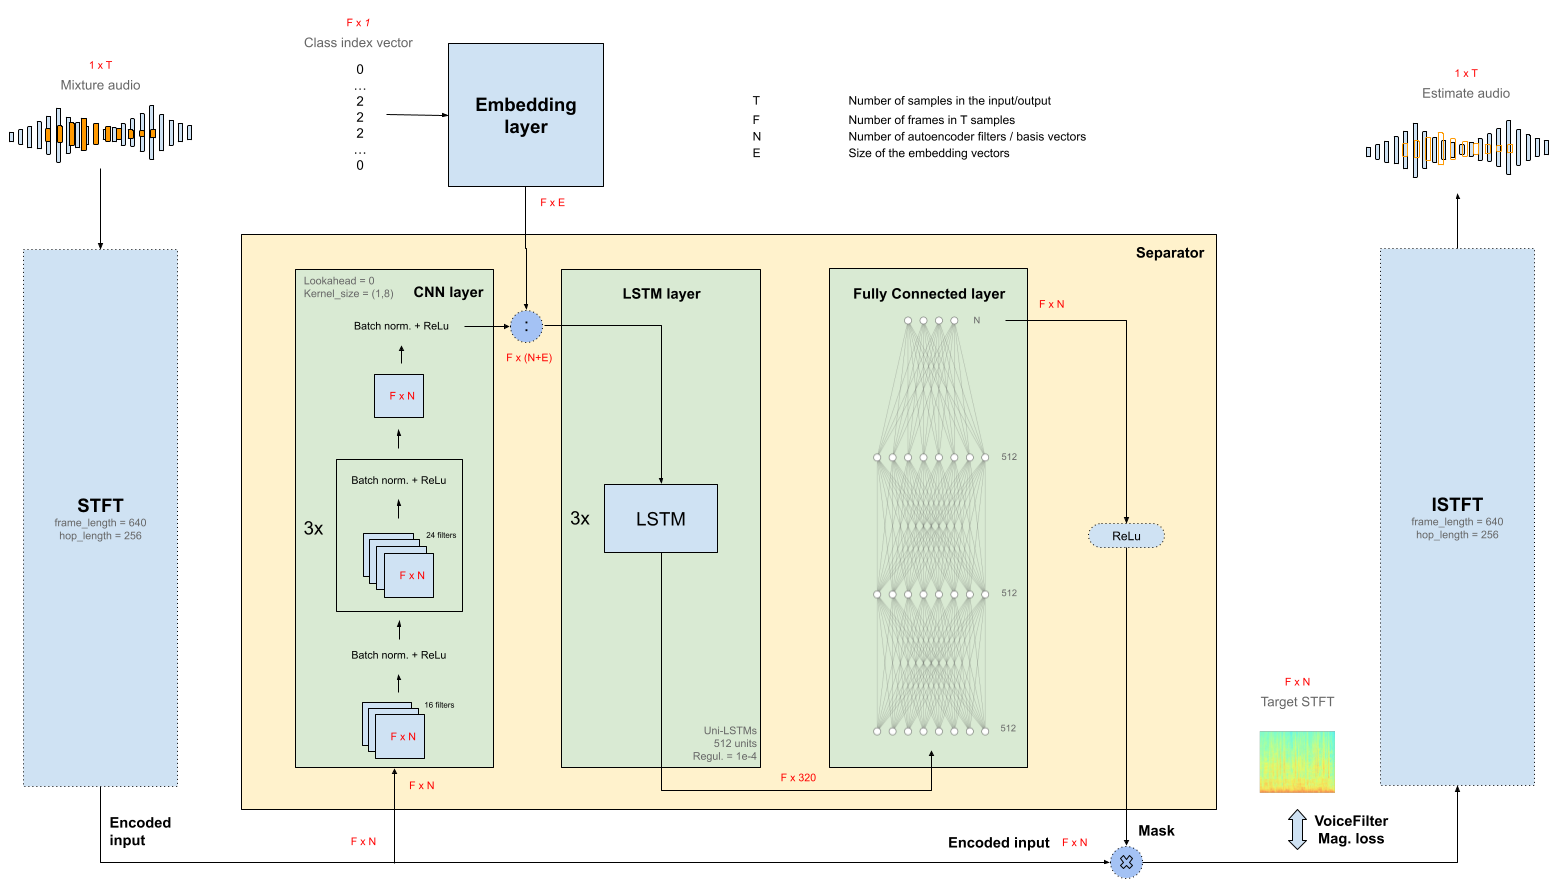 1 x T
Mixture audio
STFT
frame_length = 640
hop_length = 256
Encoded
input
F x 1
Class index vector
0
...
2
2
2
...
0
Embedding
layer
F x E
T Number of samples in the input/output
F Number of frames in T samples
N Number of autoencoder filters / basis vectors
E Size of the embedding vectors
Separator
Lookahead = 0
Kernel_size = (1,8)
CNN layer
Batch norm. + ReLu
F x N
3x
Batch norm. + ReLu
24 filters
F x N
Batch norm. + ReLu
16 filters
F x N
F x N
F x N
:
F x (N+E)
LSTM layer
3x
LSTM
Uni-LSTMs
512 units
Regul. = 1e-4
F x 320
Fully Connected layer
N
512
512
512
F x N
ReLu
Mask
Encoded input F x N
F x N
Target STFT
VoiceFilter
Mag. loss
1 x T
Estimate audio
ISTFT
frame_length = 640
hop_length = 256